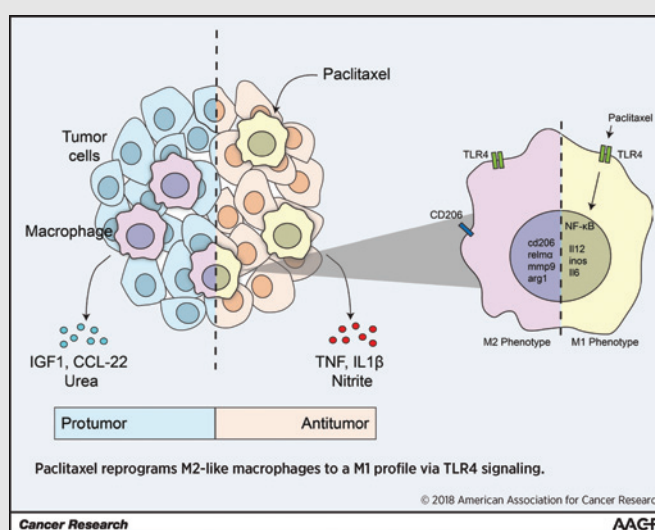 Paclitaxel
Tumor
cells
Macrophage
IGF1, CCL-22
Urea
TNF, IL1β
Nitrite
Protumor
Antitumor
Paclitaxel
TLR4
TLR4
CD206
NF-κB
cd206
relmα
mmp9
arg1
Il12
inos
Il6
M2 Phenotype
M1 Phenotype
Paclitaxel reprograms M2-like macrophages to a M1 profile via TLR4 signaling.
© 2018 American Association for Cancer Researc
Cancer Research